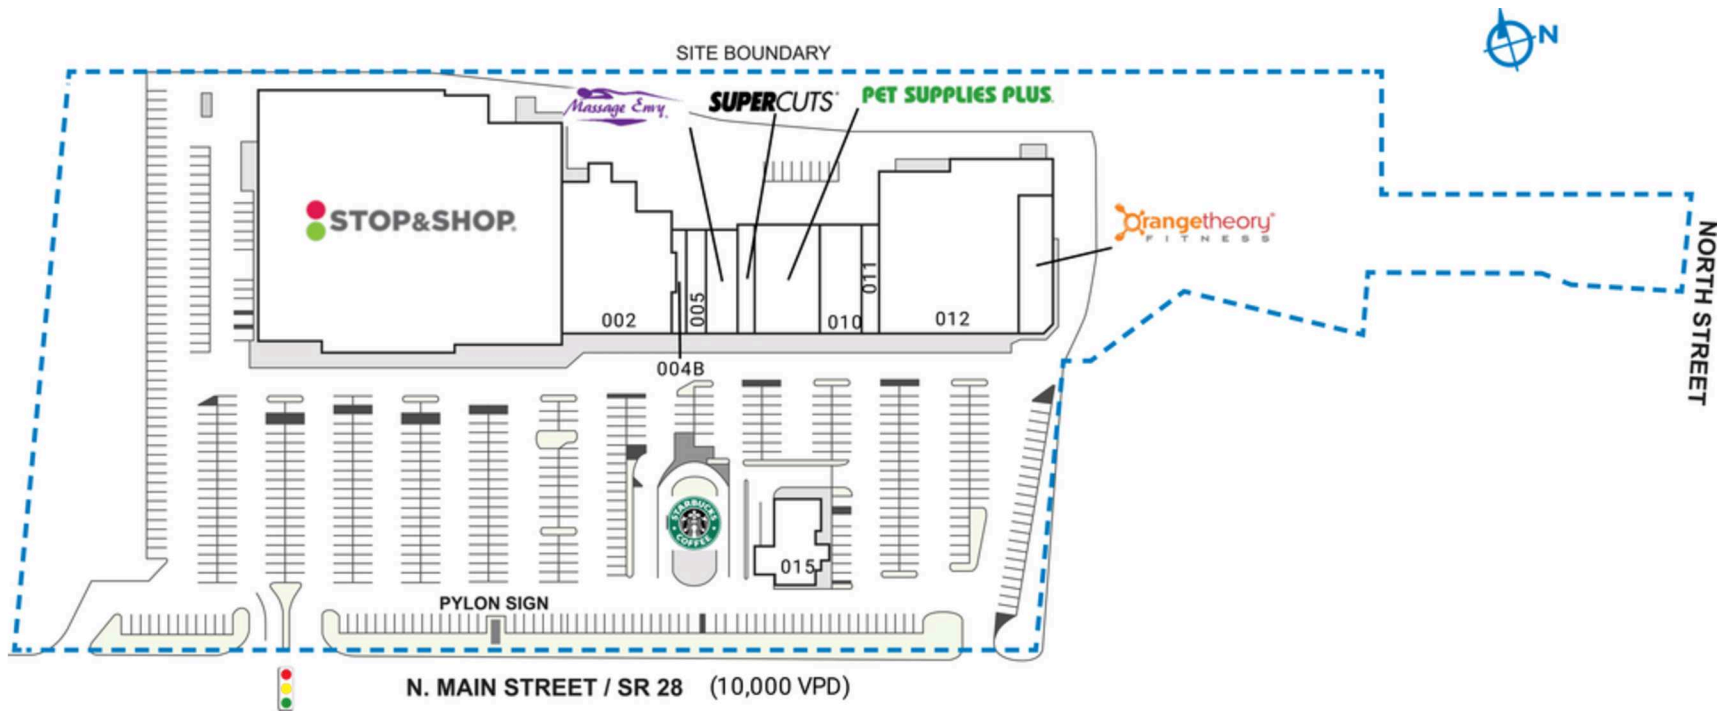 N
SITE BOUNDARY
Massage Envy
SUPERCUTS
PET SUPPLIES PLUS.
STOP&SHOP.
Orangetheory®
FITNESS
NORTH STREET
002
005
010
011
012
004B
STARBUCKS
COFFEE
015
PYLON SIGN
N. MAIN STREET / SR 28 (10,000 VPD)